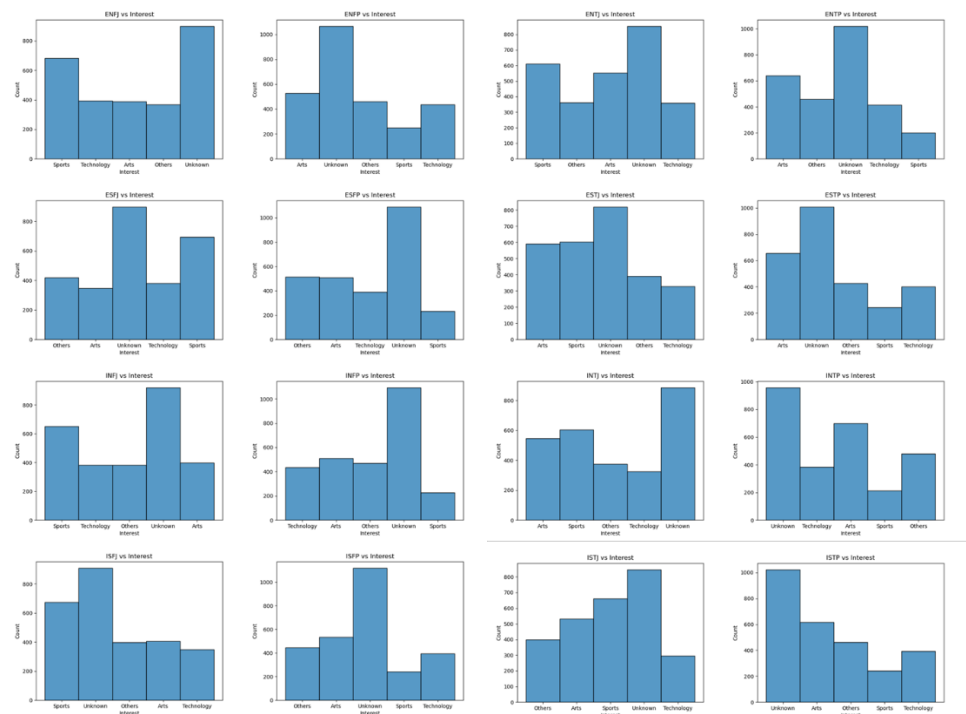 ENFJ vs Interest
Count
800
600
400
200
0
Sports Technology Arts Others Unknown
Interest
ENFP vs Interest
Count
1000
800
600
400
200
0
Arts Unknown Others Sports Technology
Interest
ENTJ vs Interest
Count
800
700
600
500
400
300
200
100
0
Sports Others Arts Unknown Technology
Interest
ENTP vs Interest
Count
1000
800
600
400
200
0
Arts Others Unknown Technology Sports
Interest
ESFJ vs Interest
Count
800
600
400
200
0
Others Arts Unknown Technology Sports
Interest
ESFP vs Interest
Count
1000
800
600
400
200
0
Others Arts Technology Unknown Sports
Interest
ESTJ vs Interest
Count
800
700
600
500
400
300
200
100
0
Arts Sports Unknown Others Technology
Interest
ESTP vs Interest
Count
1000
800
600
400
200
0
Arts Unknown Others Sports Technology
Interest
INFJ vs Interest
Count
800
600
400
200
0
Sports Technology Others Unknown Arts
Interest
INFP vs Interest
Count
1000
800
600
400
200
0
Technology Arts Others Unknown Sports
Interest
INTJ vs Interest
Count
800
600
400
200
0
Arts Sports Others Technology Unknown
Interest
INTP vs Interest
Count
1000
800
600
400
200
0
Unknown Technology Arts Sports Others
Interest
ISFJ vs Interest
Count
800
600
400
200
0
Sports Unknown Others Arts Technology
Interest
ISFP vs Interest
Count
1000
800
600
400
200
0
Others Arts Unknown Sports Technology
Interest
ISTJ vs Interest
Count
800
700
600
500
400
300
200
100
0
Others Arts Sports Unknown Technology
ISTP vs Interest
Count
1000
800
600
400
200
0
Unknown Arts Others Sports Technology